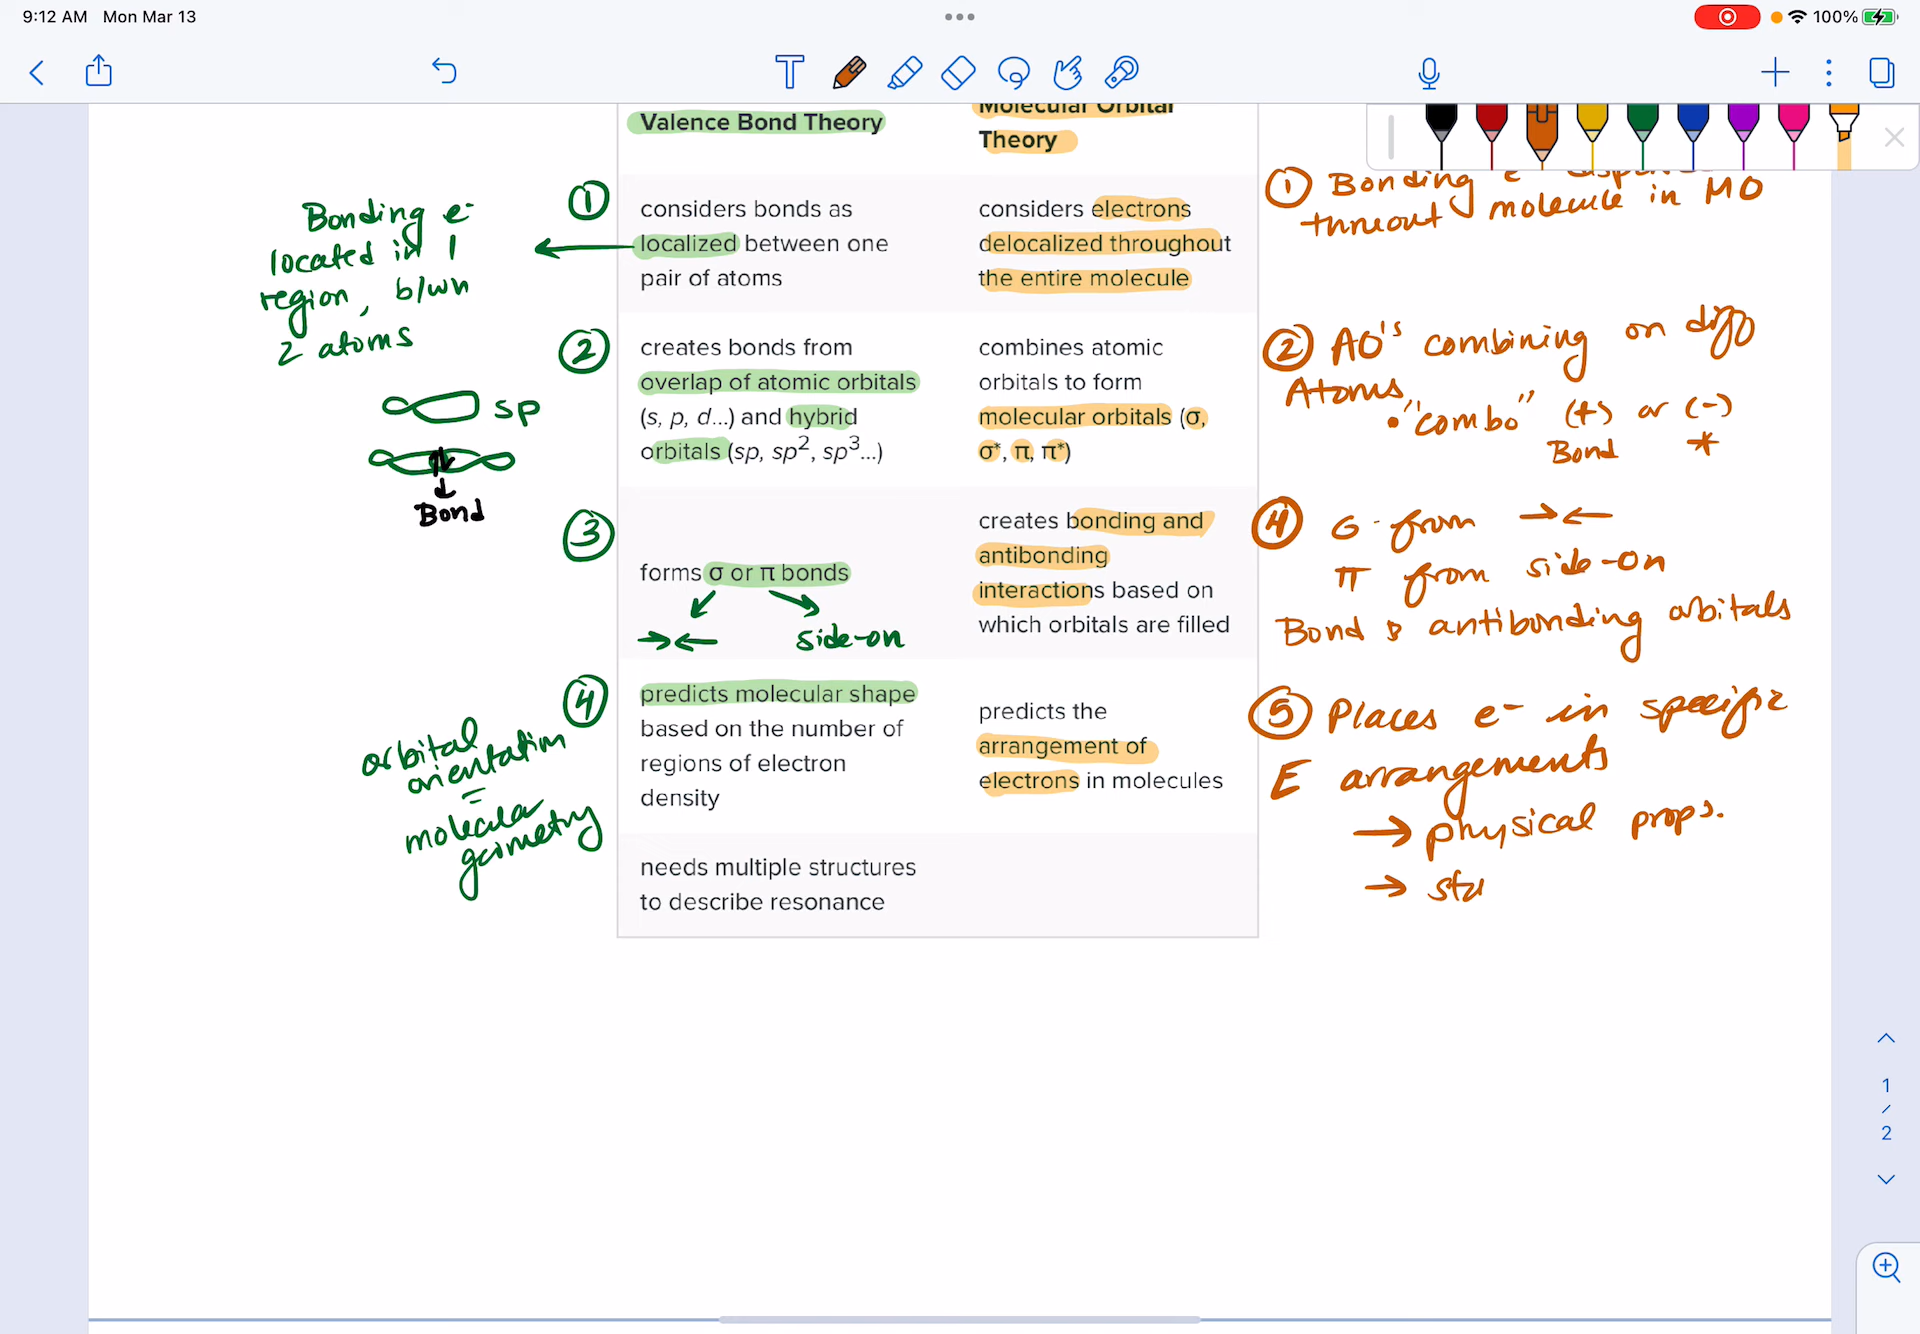 9:12 AM Mon Mar 13
100%
Valence Bond Theory
Molecular Orbital
Theory
Bonding e-
located in 1
region, b/wn
2 atoms
①
considers bonds as
localized between one
pair of atoms
considers electrons
delocalized throughout
the entire molecule
① Bonding e
throout molecule in MO
②
creates bonds from
overlap of atomic orbitals
(s, p, d...) and hybrid
orbitals (sp, sp², sp³...)
sp
Bond
combines atomic
orbitals to form
molecular orbitals (σ,
σ*, π, π*)
② AO's combining on diff
Atoms
• "combo" (+) or (-)
Bond *
③
forms σ or π bonds
→← side-on
creates bonding and
antibonding
interactions based on
which orbitals are filled
④ σ from →←
π from side-on
Bond & antibonding orbitals
④
orbital
orientation
=
molecular
geometry
predicts molecular shape
based on the number of
regions of electron
density
predicts the
arrangement of
electrons in molecules
⑤ Places e- in specific
E arrangements
→ physical props.
→ sta
needs multiple structures
to describe resonance
1
/
2